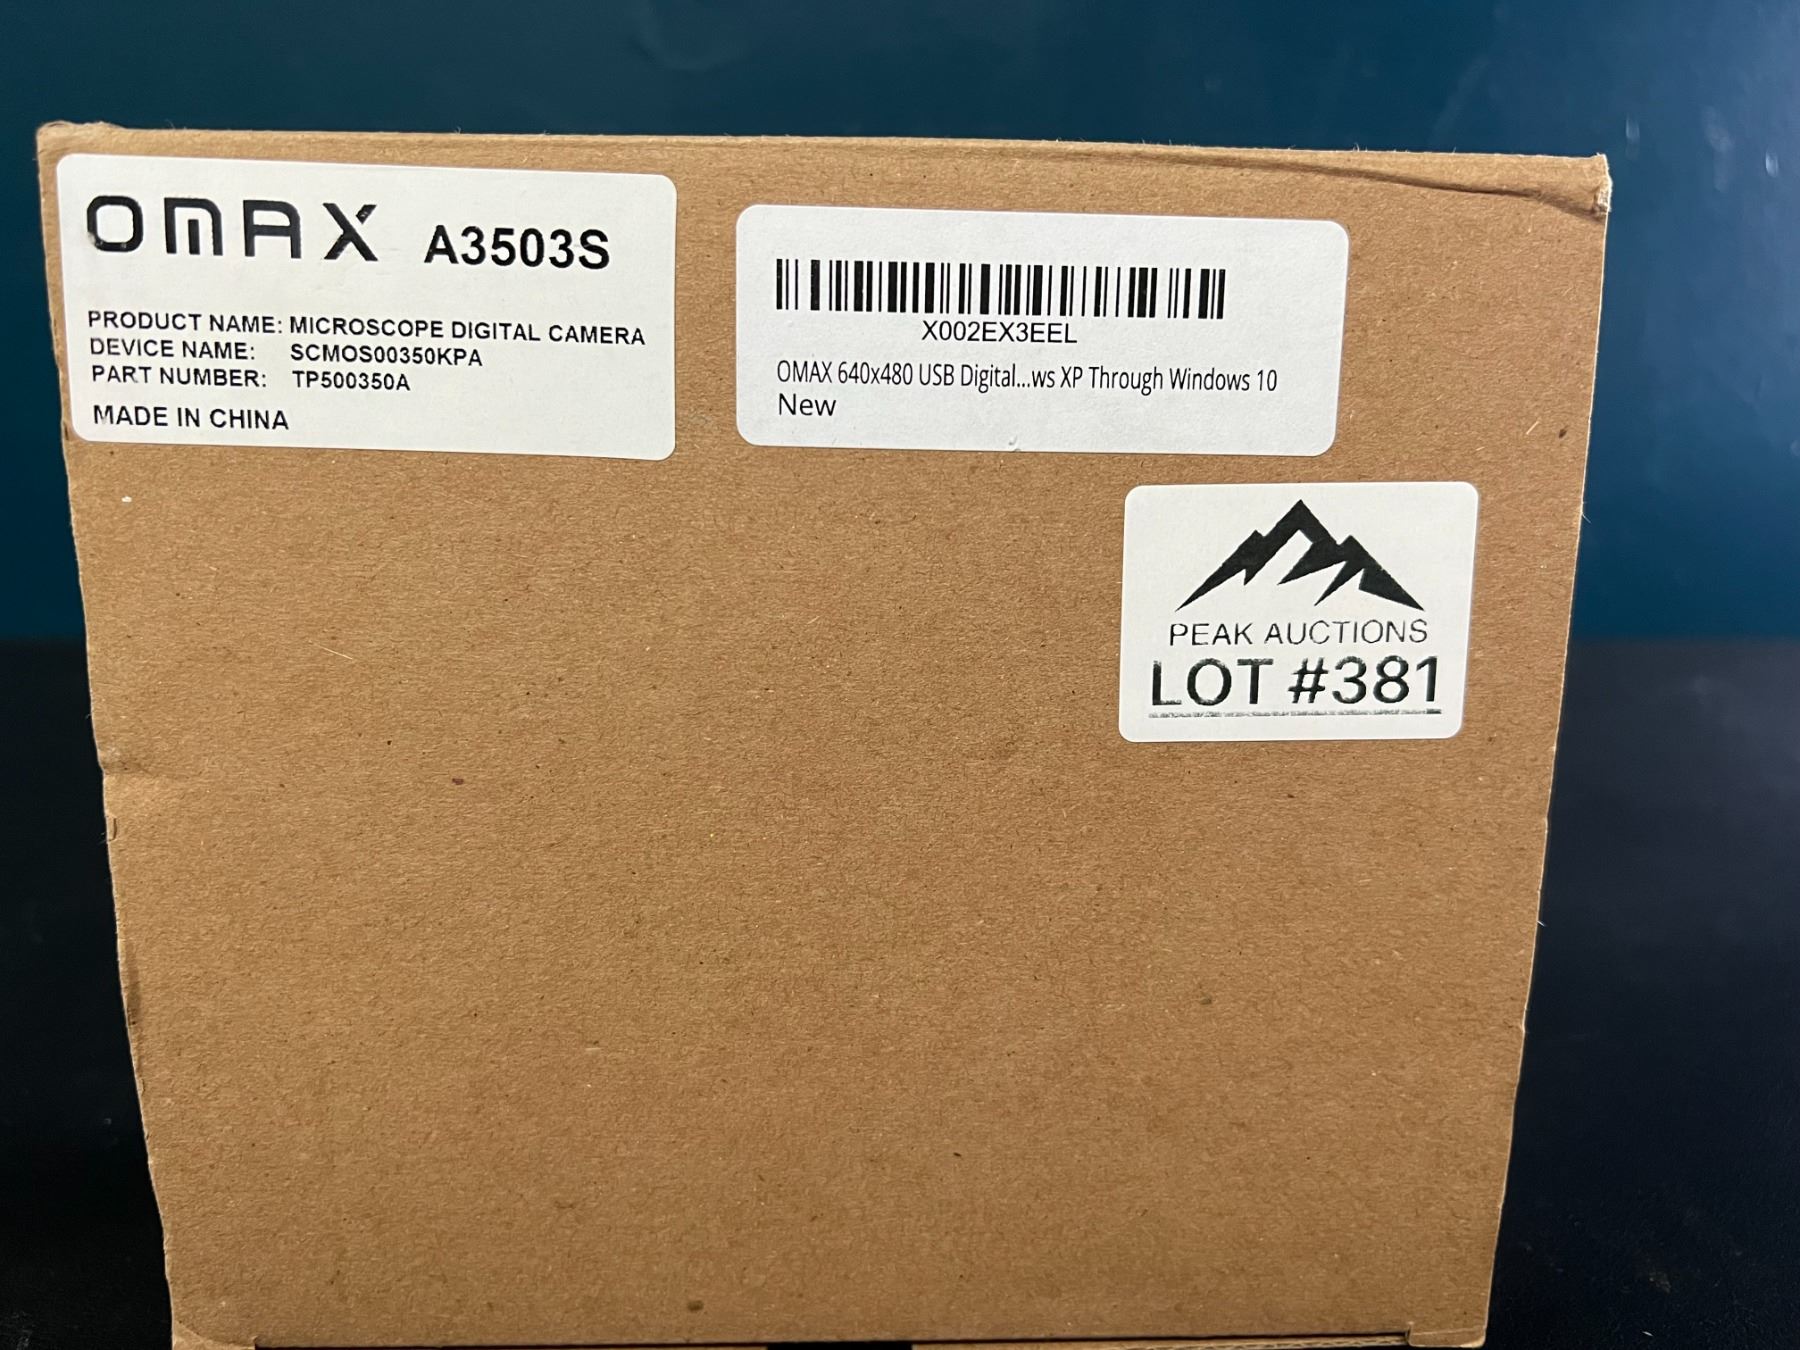 OMAX A3503S
PRODUCT NAME: MICROSCOPE DIGITAL CAMERA
DEVICE NAME: SCMOS00350KPA
PART NUMBER: TP500350A
MADE IN CHINA
X002EX3EEL
OMAX 640x480 USB Digital...ws XP Through Windows 10
New
PEAK AUCTIONS
LOT #381